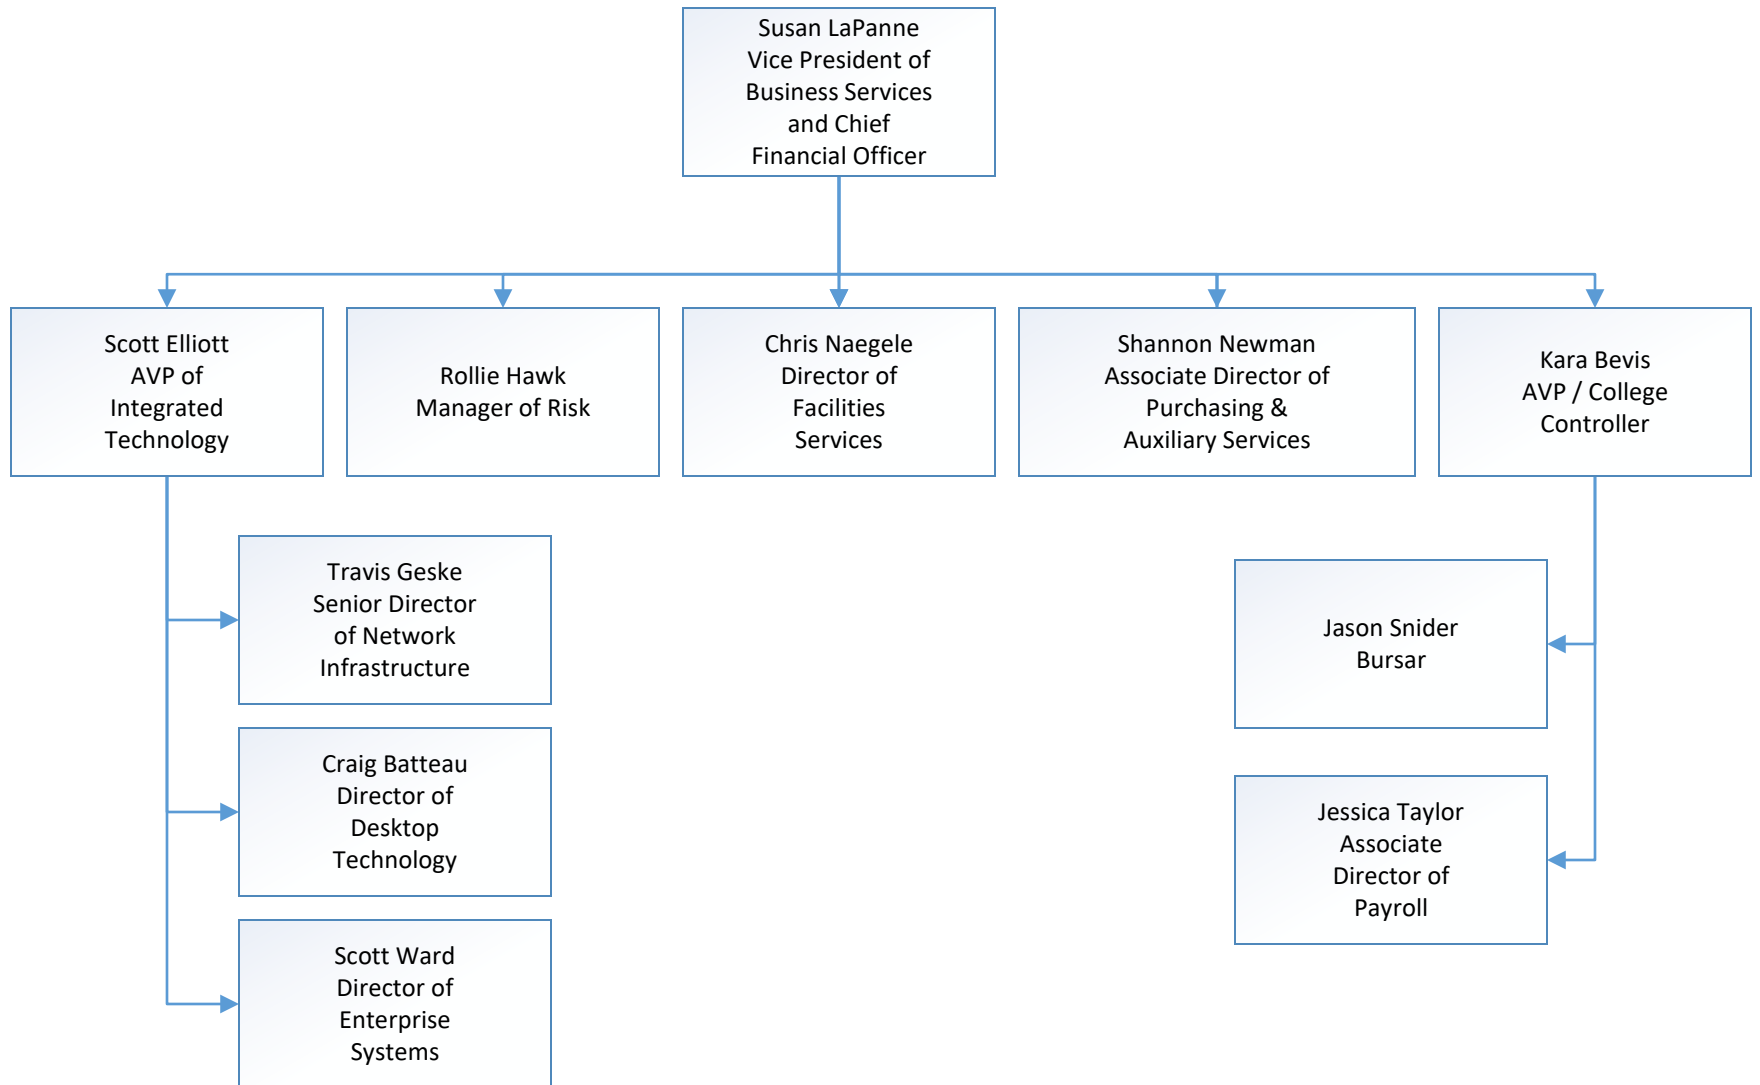 Susan LaPanne
Vice President of
Business Services
and Chief
Financial Officer
Scott Elliott
AVP of
Integrated
Technology
Rollie Hawk
Manager of Risk
Chris Naegele
Director of
Facilities
Services
Shannon Newman
Associate Director of
Purchasing &
Auxiliary Services
Kara Bevis
AVP / College
Controller
Travis Geske
Senior Director
of Network
Infrastructure
Craig Batteau
Director of
Desktop
Technology
Scott Ward
Director of
Enterprise
Systems
Jason Snider
Bursar
Jessica Taylor
Associate
Director of
Payroll